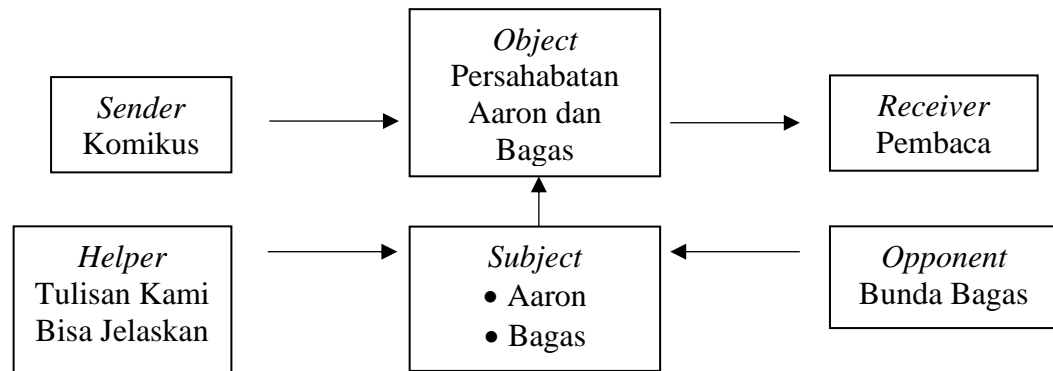 Sender
Komikus
Object
Persahabatan
Aaron dan
Bagas
Receiver
Pembaca
Helper
Tulisan Kami
Bisa Jelaskan
Subject
• Aaron
• Bagas
Opponent
Bunda Bagas